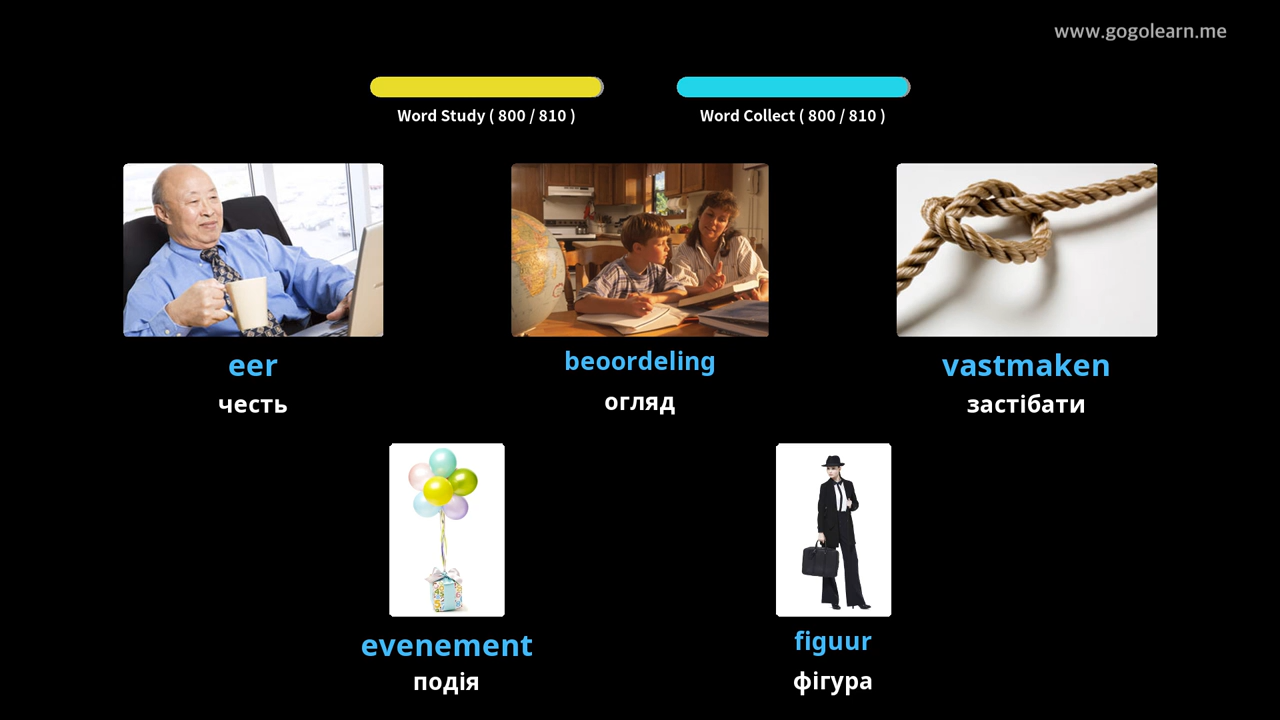 www.gogolearn.me
Word Study ( 800 / 810 )
Word Collect ( 800 / 810 )
eer
честь
beoordeling
огляд
vastmaken
застібати
evenement
подія
figuur
фігура